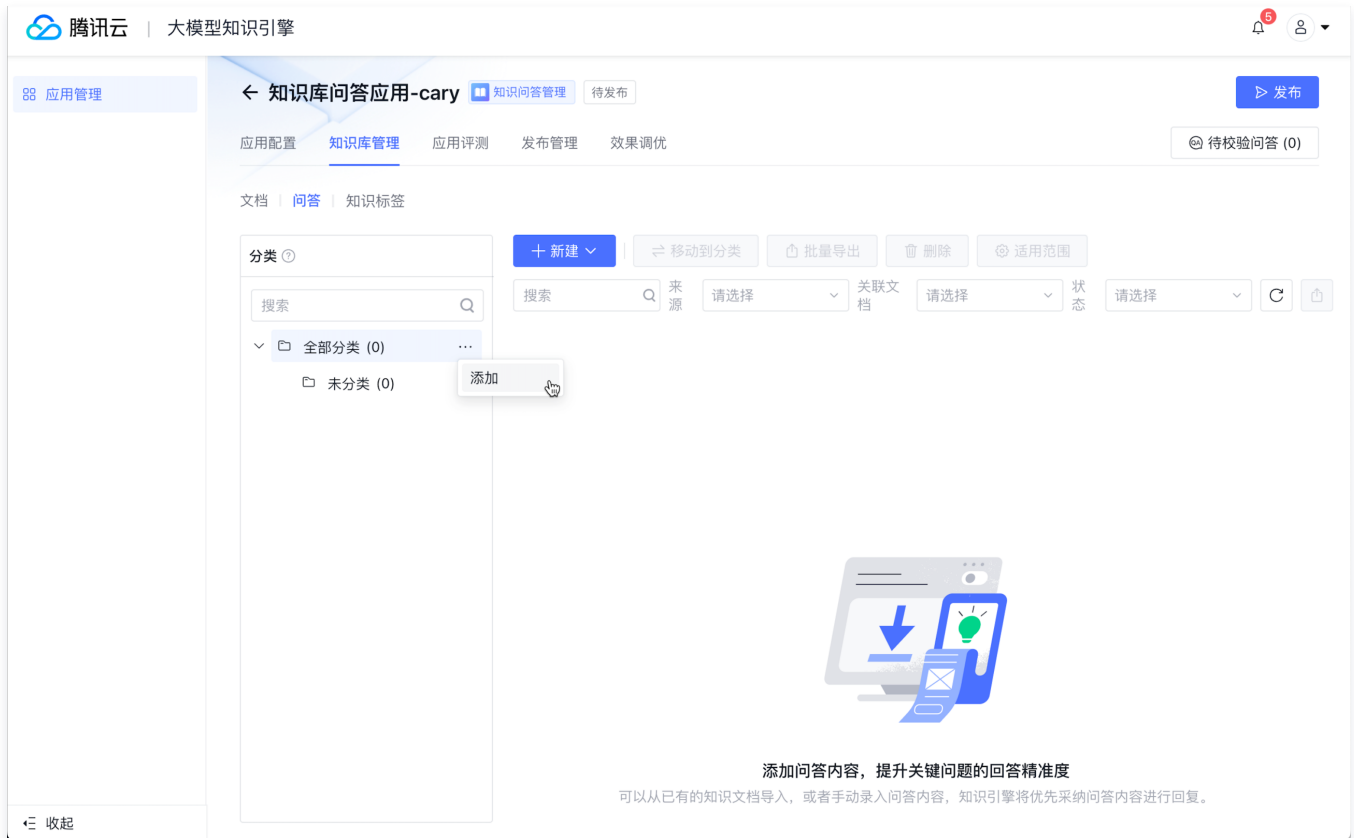 腾讯云 | 大模型知识引擎
5
应用管理
知识库问答应用-cary 知识问答管理 待发布
发布
应用配置 知识库管理 应用评测 发布管理 效果调优
待校验问答 (0)
文档 | 问答 | 知识标签
分类
新建 移动到分类 批量导出 删除 适用范围
搜索 来源 请选择 关联文档 请选择 状态 请选择
搜索
全部分类 (0) ...
添加
未分类 (0)
添加问答内容，提升关键问题的回答精准度
可以从已有的知识文档导入，或者手动录入问答内容，知识引擎将优先采纳问答内容进行回复。
收起